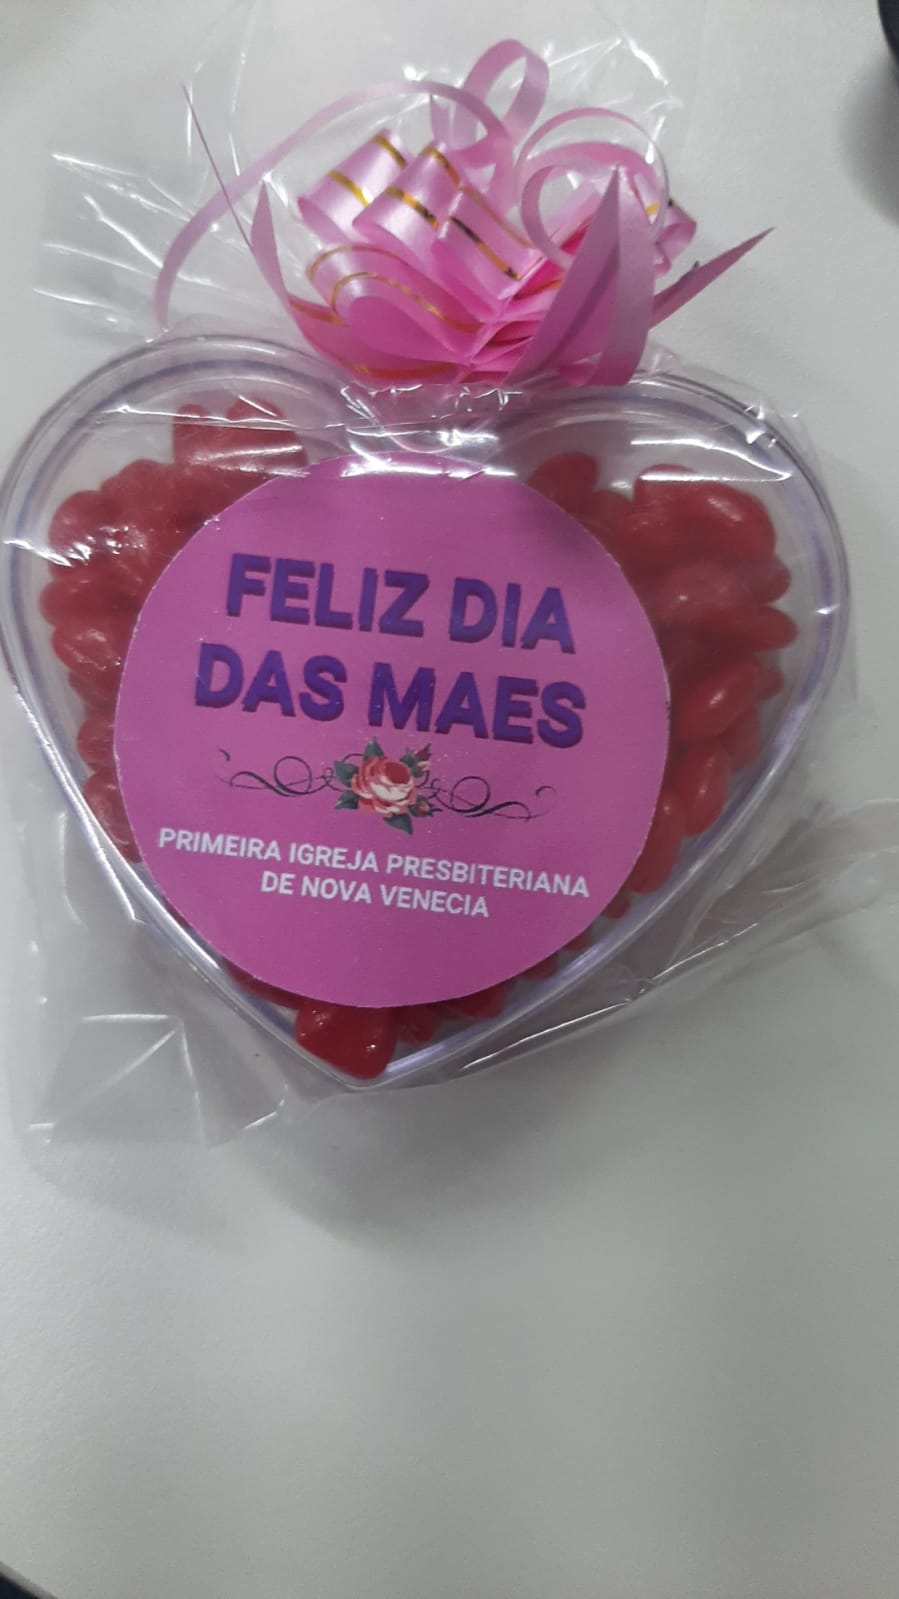 FELIZ DIA
DAS MAES
PRIMEIRA IGREJA PRESBITERIANA
DE NOVA VENECIA